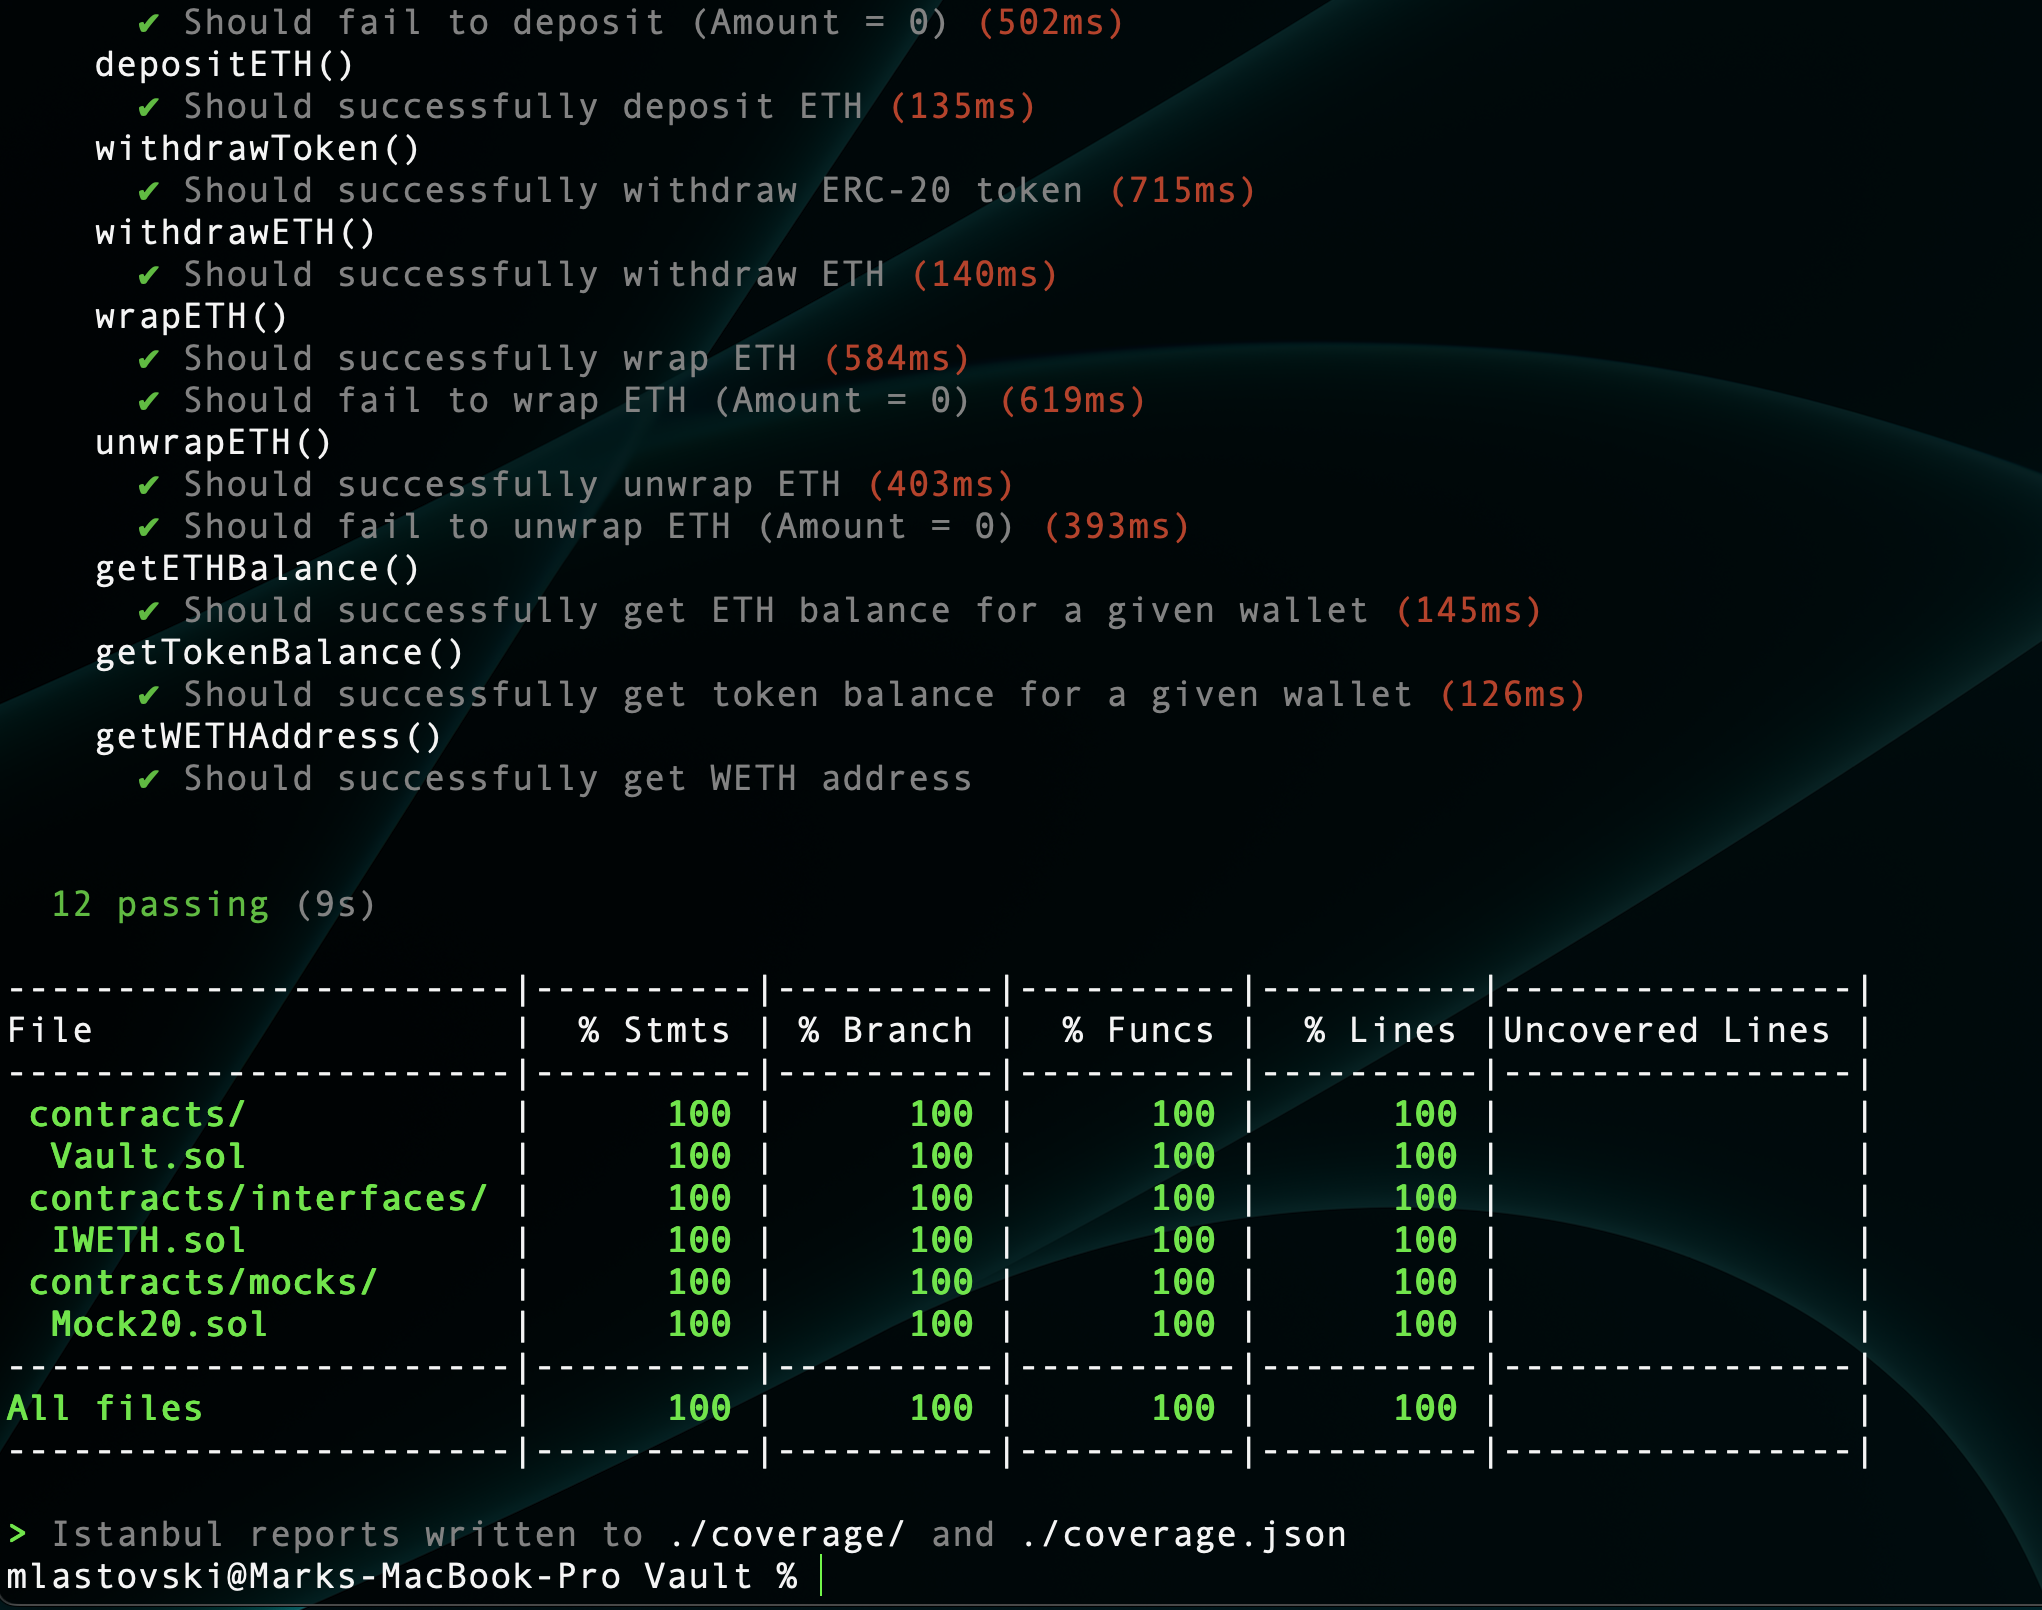 ✔ Should fail to deposit (Amount = 0) (502ms)
depositETH()
✔ Should successfully deposit ETH (135ms)
withdrawToken()
✔ Should successfully withdraw ERC-20 token (715ms)
withdrawETH()
✔ Should successfully withdraw ETH (140ms)
wrapETH()
✔ Should successfully wrap ETH (584ms)
✔ Should fail to wrap ETH (Amount = 0) (619ms)
unwrapETH()
✔ Should successfully unwrap ETH (403ms)
✔ Should fail to unwrap ETH (Amount = 0) (393ms)
getETHBalance()
✔ Should successfully get ETH balance for a given wallet (145ms)
getTokenBalance()
✔ Should successfully get token balance for a given wallet (126ms)
getWETHAddress()
✔ Should successfully get WETH address
12 passing (9s)
-----------------------|----------|----------|----------|----------|----------------|
File | % Stmts | % Branch | % Funcs | % Lines |Uncovered Lines |
-----------------------|----------|----------|----------|----------|----------------|
contracts/ | 100 | 100 | 100 | 100 | |
Vault.sol | 100 | 100 | 100 | 100 | |
contracts/interfaces/ | 100 | 100 | 100 | 100 | |
IWETH.sol | 100 | 100 | 100 | 100 | |
contracts/mocks/ | 100 | 100 | 100 | 100 | |
Mock20.sol | 100 | 100 | 100 | 100 | |
-----------------------|----------|----------|----------|----------|----------------|
All files | 100 | 100 | 100 | 100 | |
-----------------------|----------|----------|----------|----------|----------------|
> Istanbul reports written to ./coverage/ and ./coverage.json
mlastovski@Marks-MacBook-Pro Vault %